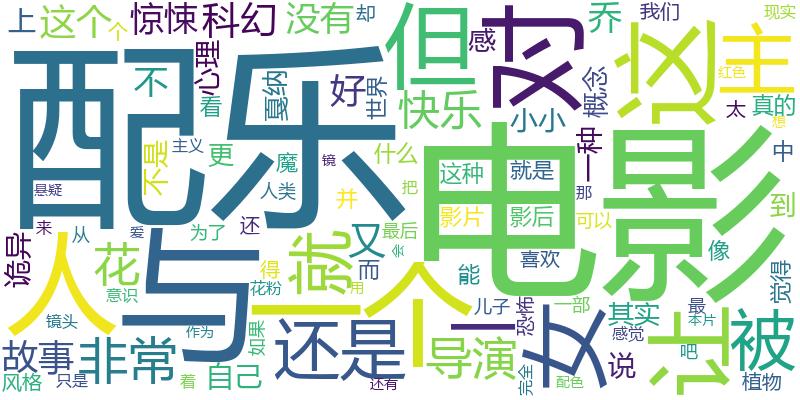 上 这个 个 惊悚 科幻 没有 却 乔 我们 现实
配乐 但 对 这 主
心理 感 概念 红色
不 看 戛纳 好 世界 快乐 小小 太 真的 想
不是 更 魔 什么 这种 就是 一种 中
悬疑 主义 镜 人类 并 把 影片 影后 那 可以 到
电影
来 从 爱 为了 还 最后 喜欢 像
人 与 一个 就 又 会 而 能 女 让 被
诡异 花 意识 花粉 得 用 儿子 一部 其实 最 本片 觉得
故事 镜头 非常 作为 如果 还是 导演 一 恐怖 感觉 说 吧
风格 只是 着 自己 还有 完全 配色 植物